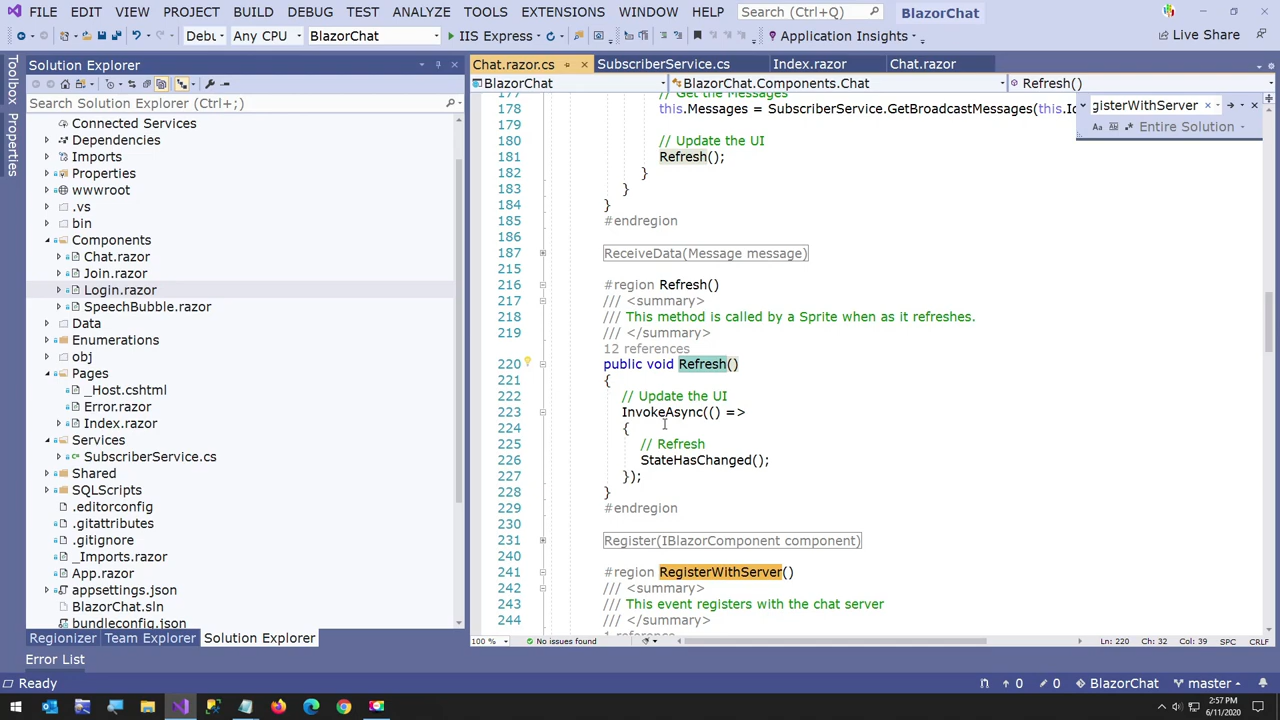 FILE EDIT VIEW PROJECT BUILD DEBUG TEST ANALYZE TOOLS EXTENSIONS WINDOW HELP Search (Ctrl+Q) BlazorChat
Any CPU BlazorChat IIS Express Application Insights Live Share
Toolbox
Properties
Solution Explorer
Search Solution Explorer (Ctrl+;)
Connected Services
Dependencies
Imports
Properties
wwwroot
.vs
bin
Components
Chat.razor
Join.razor
Login.razor
SpeechBubble.razor
Data
Enumerations
obj
Pages
_Host.cshtml
Error.razor
Index.razor
Services
SubscriberService.cs
Shared
SQLScripts
.editorconfig
.gitattributes
.gitignore
_Imports.razor
App.razor
appsettings.json
BlazorChat.sln
bundleconfig.json
Regionizer Team Explorer Solution Explorer
Chat.razor.cs SubscriberService.cs Index.razor Chat.razor
BlazorChat BlazorChat.Components.Chat Refresh()
gisterWithServer
Entire Solution
177 // Get the Messages
178 this.Messages = SubscriberService.GetBroadcastMessages(this.Id
179
180 // Update the UI
181 Refresh();
182 }
183 }
184 }
185 #endregion
186
187 ReceiveData(Message message)
215
216 #region Refresh()
217 /// <summary>
218 /// This method is called by a Sprite when as it refreshes.
219 /// </summary>
12 references
220 public void Refresh()
221 {
222 // Update the UI
223 InvokeAsync(() =>
224 {
225 // Refresh
226 StateHasChanged();
227 });
228 }
229 #endregion
230
231 Register(IBlazorComponent component)
240
241 #region RegisterWithServer()
242 /// <summary>
243 /// This event registers with the chat server
244 /// </summary>
1 reference
100 % No issues found Ln: 220 Ch: 32 Col: 39 SPC CRLF
Error List
Ready 0 0 BlazorChat master
2:57 PM
6/11/2020